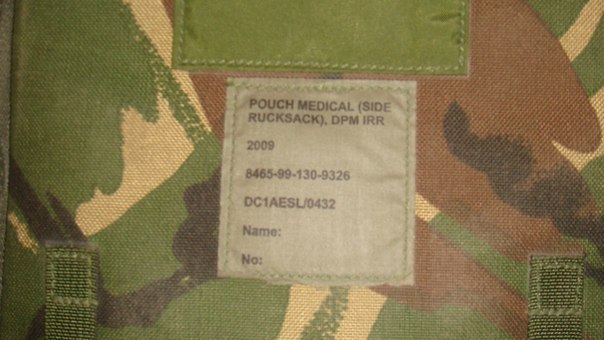 POUCH MEDICAL (SIDE
RUCKSACK), DPM IRR
2009
8465-99-130-9326
DC1AESL/0432
Name:
No: